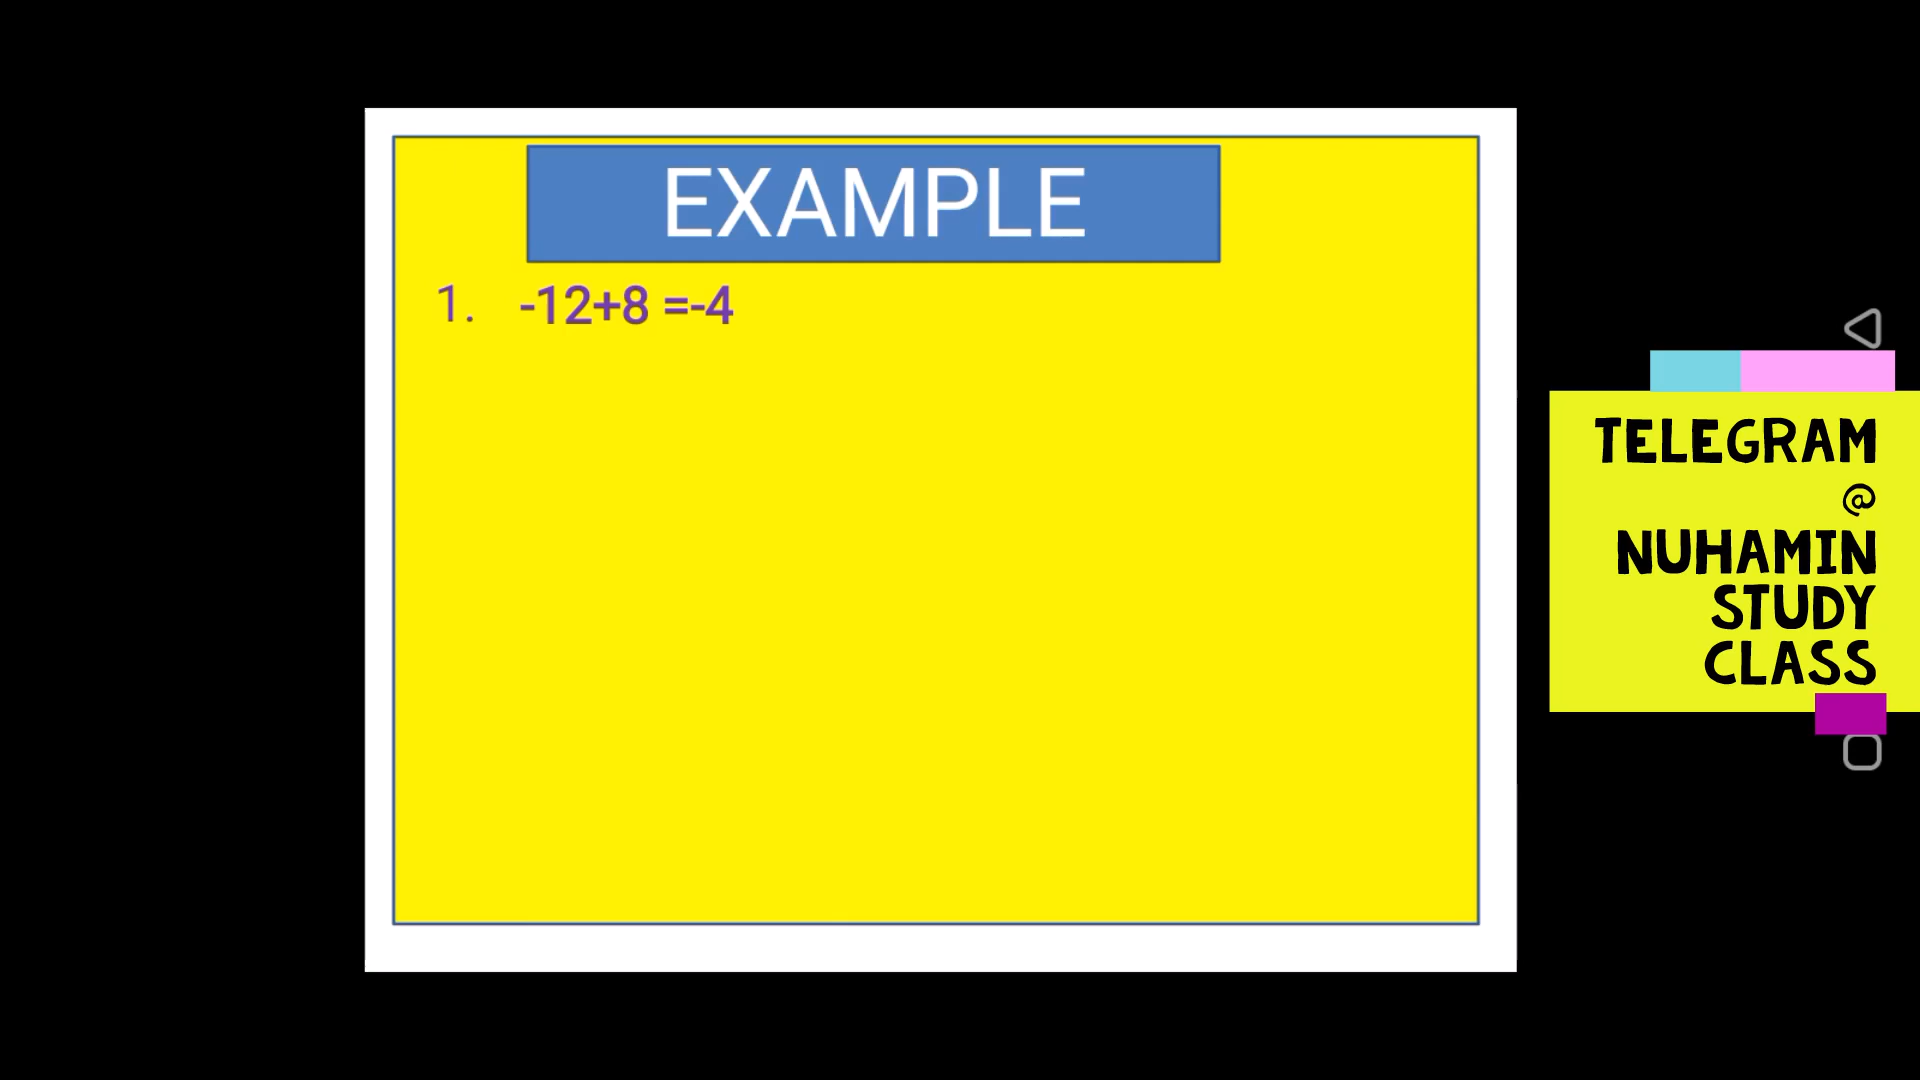 EXAMPLE
1. -12+8 =-4
TELEGRAM
@
NUHAMIN
STUDY
CLASS